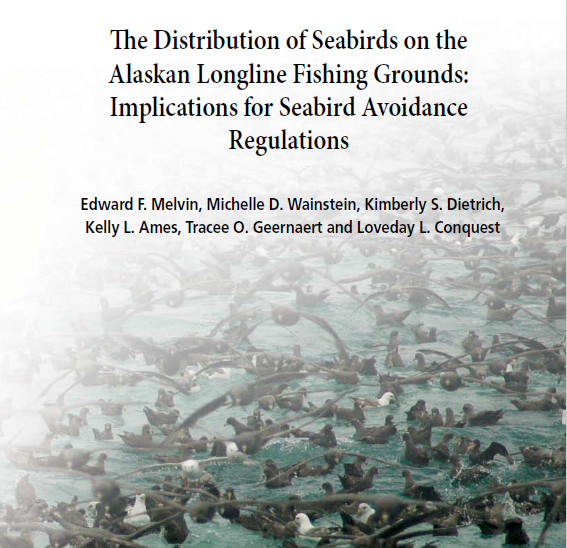 The Distribution of Seabirds on the
Alaskan Longline Fishing Grounds:
Implications for Seabird Avoidance
Regulations
Edward F. Melvin, Michelle D. Wainstein, Kimberly S. Dietrich,
Kelly L. Ames, Tracee O. Geernaert and Loveday L. Conquest